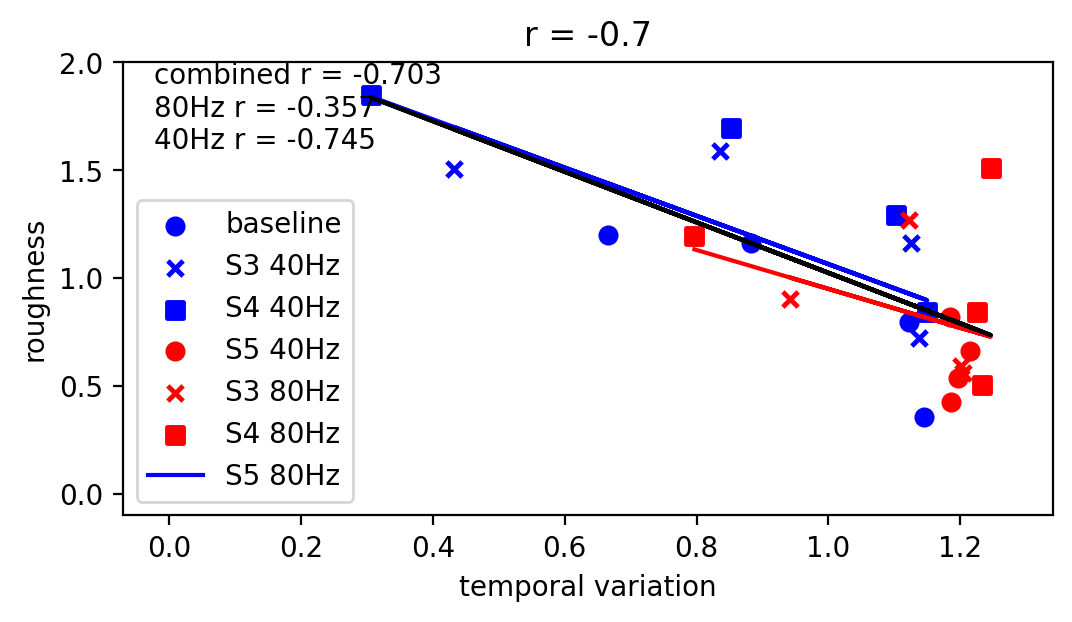 r = -0.7
combined r = -0.703
80Hz r = -0.357
40Hz r = -0.745
roughness
2.0
1.5
1.0
0.5
0.0
baseline
S3 40Hz
S4 40Hz
S5 40Hz
S3 80Hz
S4 80Hz
S5 80Hz
0.0 0.2 0.4 0.6 0.8 1.0 1.2
temporal variation